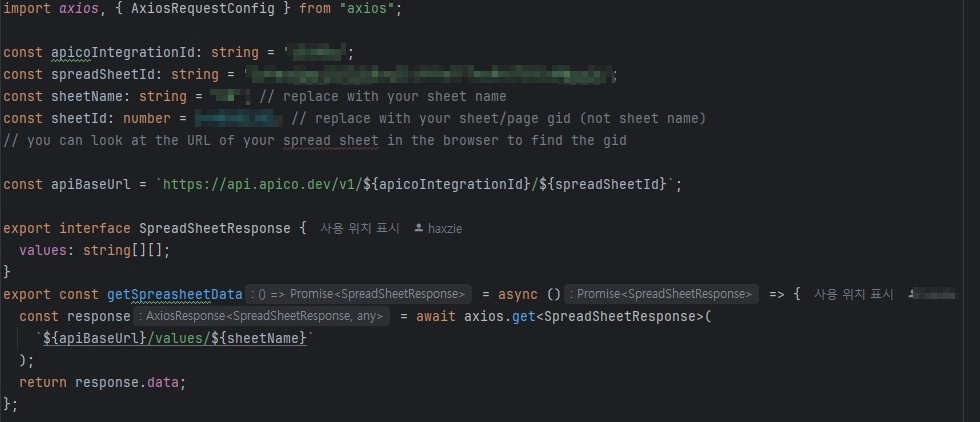 import axios, { AxiosRequestConfig } from "axios";
const apicoIntegrationId: string = ' ;
const spreadSheetId: string = ' ;
const sheetName: string = ; // replace with your sheet name
const sheetId: number = // replace with your sheet/page gid (not sheet name)
// you can look at the URL of your spread sheet in the browser to find the gid
const apiBaseUrl = `https://api.apico.dev/v1/${apicoIntegrationId}/${spreadSheetId}`;
export interface SpreadSheetResponse { 사용 위치 표시 haxzie
values: string[][];
}
export const getSpreasheetData : () => Promise<SpreadSheetResponse> = async () : Promise<SpreadSheetResponse> => { 사용 위치 표시
const response : AxiosResponse<SpreadSheetResponse, any> = await axios.get<SpreadSheetResponse>(
`${apiBaseUrl}/values/${sheetName}`
);
return response.data;
};